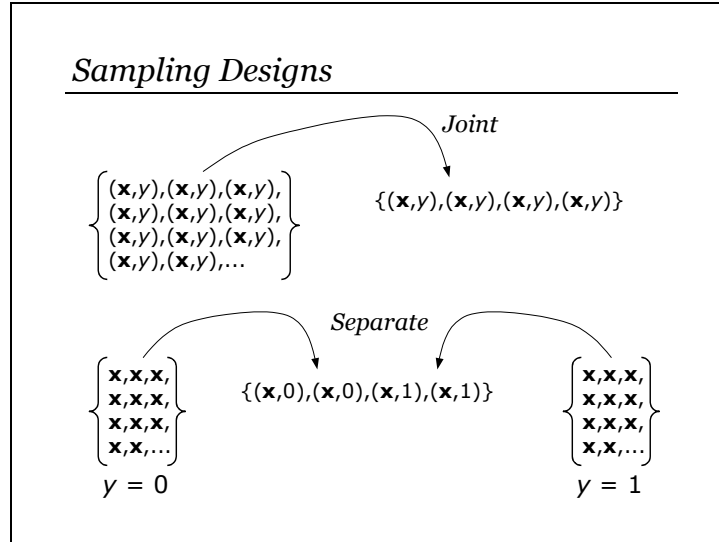 Sampling Designs
Joint
(x,y),(x,y),(x,y),
(x,y),(x,y),(x,y),
(x,y),(x,y),(x,y),
(x,y),(x,y),...
{(x,y),(x,y),(x,y),(x,y)}
Separate
x,x,x,
x,x,x,
x,x,x,
x,x,...
y = 0
{(x,0),(x,0),(x,1),(x,1)}
x,x,x,
x,x,x,
x,x,x,
x,x,...
y = 1